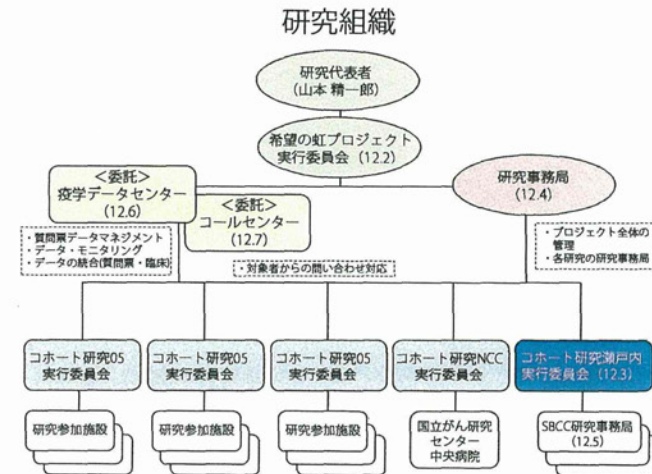 研究組織
研究代表者
(山本 精一郎)
希望の虹プロジェクト
実行委員会 (12.2)
<委託>
疫学データセンター
(12.6)
<委託>
コールセンター
(12.7)
研究事務局
(12.4)
・質問票データマネジメント
・データ・モニタリング
・データの統合(質問票・臨床)
・対象者からの問い合わせ対応
・プロジェクト全体の
管理
・各研究の研究事務局
コホート研究05
実行委員会
コホート研究05
実行委員会
コホート研究05
実行委員会
コホート研究NCC
実行委員会
コホート研究瀬戸内
実行委員会 (12.3)
研究参加施設
研究参加施設
研究参加施設
国立がん研究
センター
中央病院
SBCC研究事務局
(12.5)